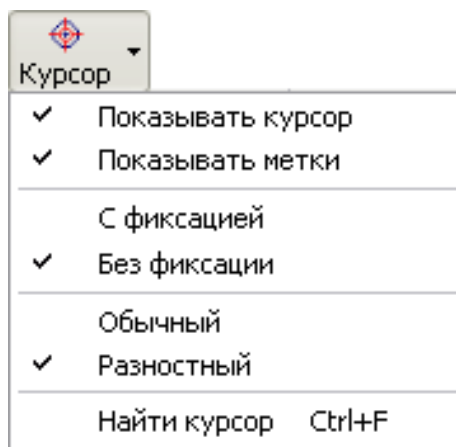 Курсор
Показывать курсор
Показывать метки
С фиксацией
Без фиксации
Обычный
Разностный
Найти курсор Ctrl+F